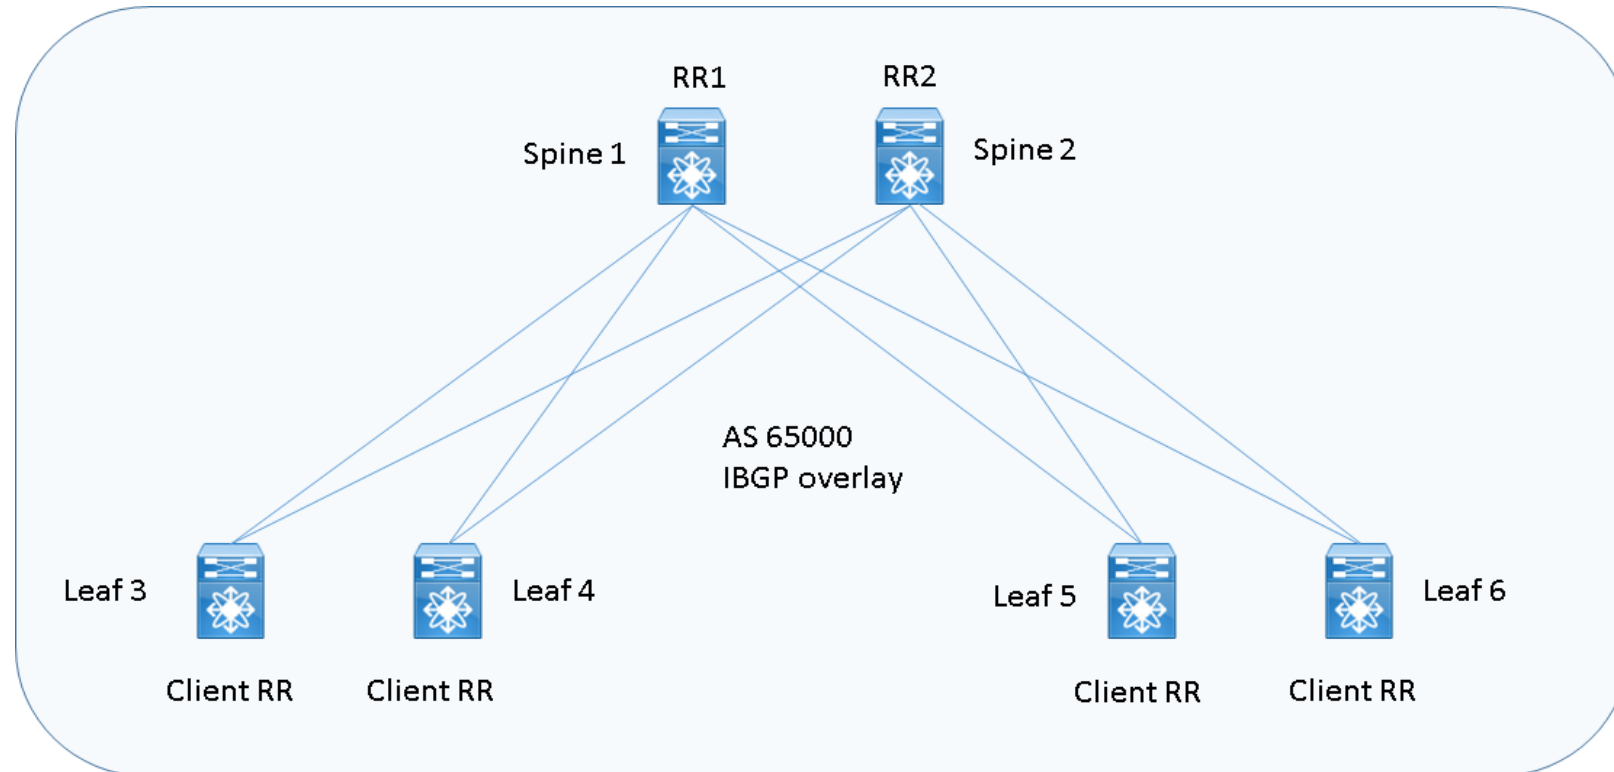 RR1
RR2
Spine 1
Spine 2
AS 65000
IBGP overlay
Leaf 3
Leaf 4
Leaf 5
Leaf 6
Client RR
Client RR
Client RR
Client RR